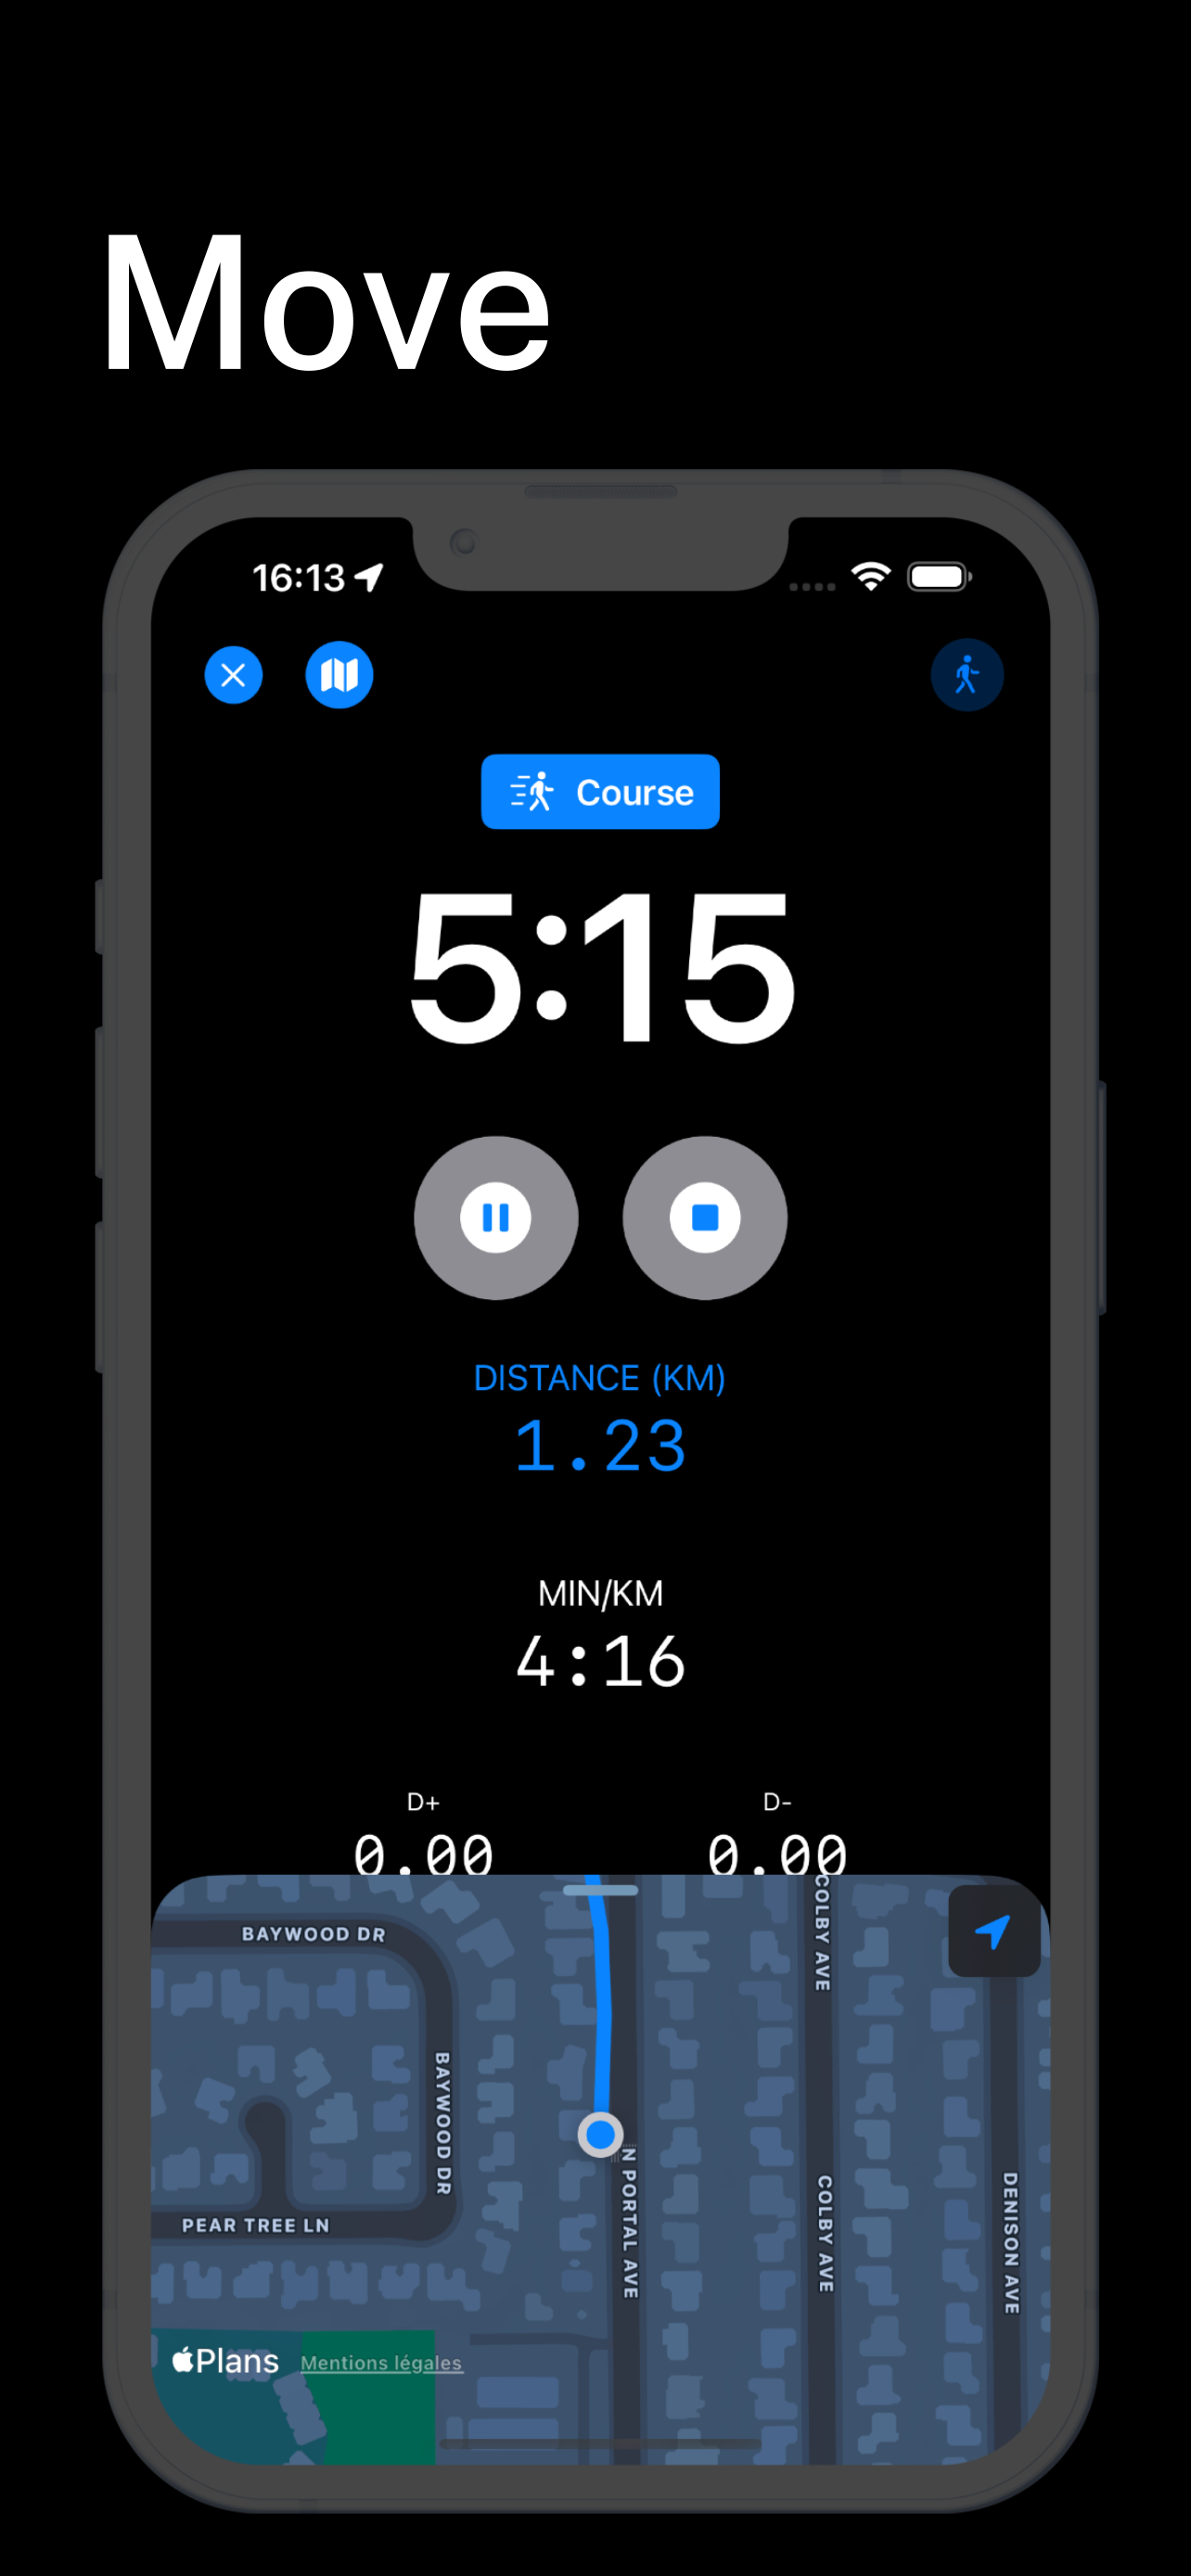 Move
16:13
Course
5:15
DISTANCE (KM)
1.23
MIN/KM
4:16
D+ D-
0.00 0.00
COLBY AVE
BAYWOOD DR
BAYWOOD DR
N PORTAL AVE
COLBY AVE
DENISON AVE
PEAR TREE LN
Plans Mentions légales